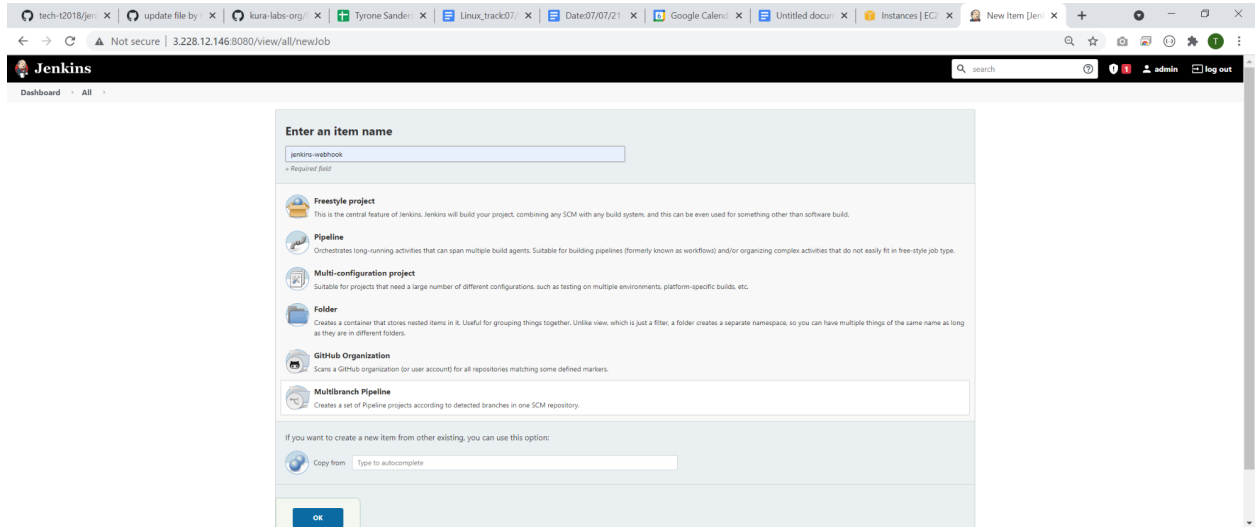 tech-t2018/jen
update file by
kura-labs-org/
Tyrone Sander
Linux_track:07/
Date:07/07/21
Google Calend
Untitled docun
Instances | EC2
New Item [Jen
Not secure | 3.228.12.146:8080/view/all/newJob
T
Jenkins
search
1
admin
log out
Dashboard
All
Enter an item name
jenkins-webhook
» Required field
Freestyle project
This is the central feature of Jenkins. Jenkins will build your project, combining any SCM with any build system, and this can be even used for something other than software build.
Pipeline
Orchestrates long-running activities that can span multiple build agents. Suitable for building pipelines (formerly known as workflows) and/or organizing complex activities that do not easily fit in free-style job type.
Multi-configuration project
Suitable for projects that need a large number of different configurations, such as testing on multiple environments, platform-specific builds, etc.
Folder
Creates a container that stores nested items in it. Useful for grouping things together. Unlike view, which is just a filter, a folder creates a separate namespace, so you can have multiple things of the same name as long
as they are in different folders.
GitHub Organization
Scans a GitHub organization (or user account) for all repositories matching some defined markers.
Multibranch Pipeline
Creates a set of Pipeline projects according to detected branches in one SCM repository.
If you want to create a new item from other existing, you can use this option:
Copy from
Type to autocomplete
OK